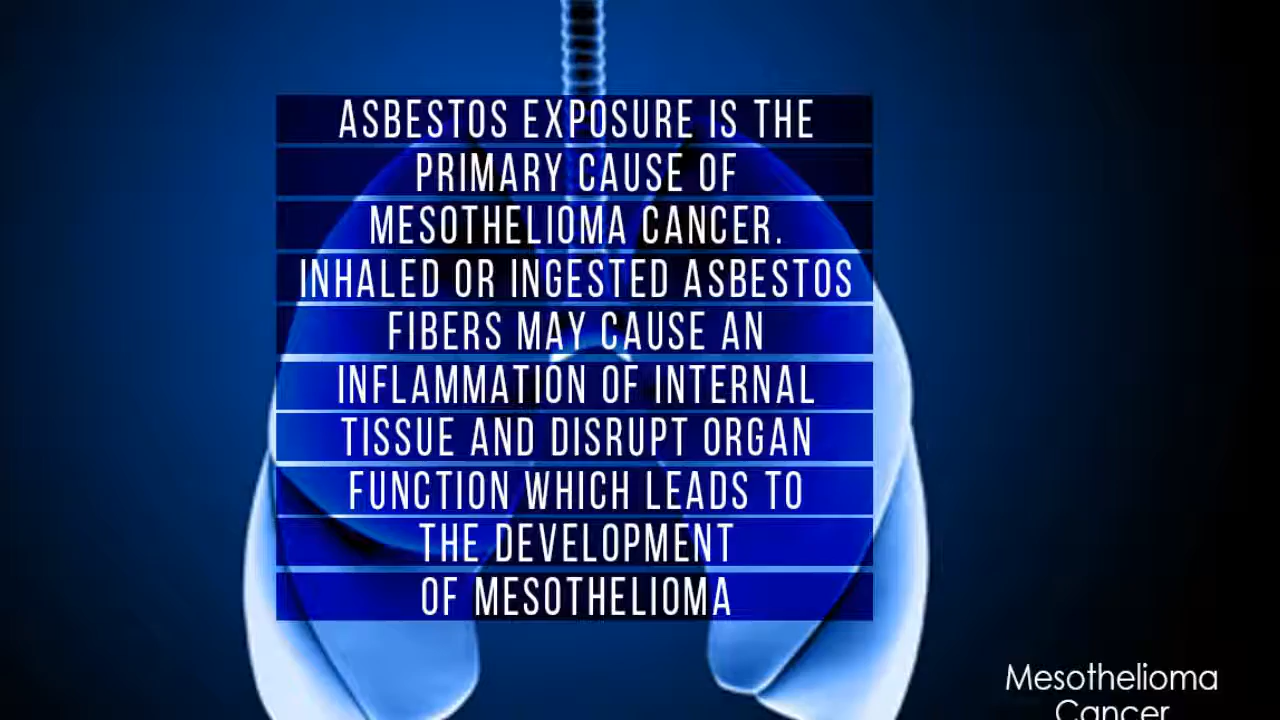 ASBESTOS EXPOSURE IS THE
PRIMARY CAUSE OF
MESOTHELIOMA CANCER.
INHALED OR INGESTED ASBESTOS
FIBERS MAY CAUSE AN
INFLAMMATION OF INTERNAL
TISSUE AND DISRUPT ORGAN
FUNCTION WHICH LEADS TO
THE DEVELOPMENT
OF MESOTHELIOMA
Mesothelioma
Cancer